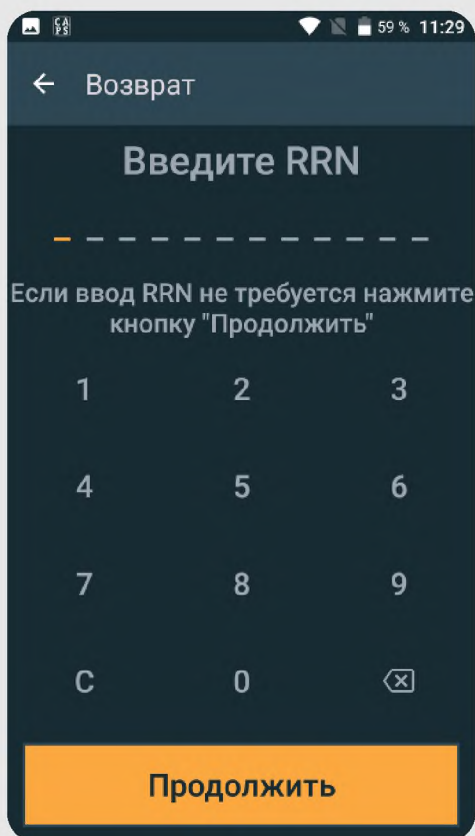 CAPS 59 % 11:29
Возврат
Введите RRN
Если ввод RRN не требуется нажмите
кнопку "Продолжить"
1 2 3
4 5 6
7 8 9
C 0
Продолжить